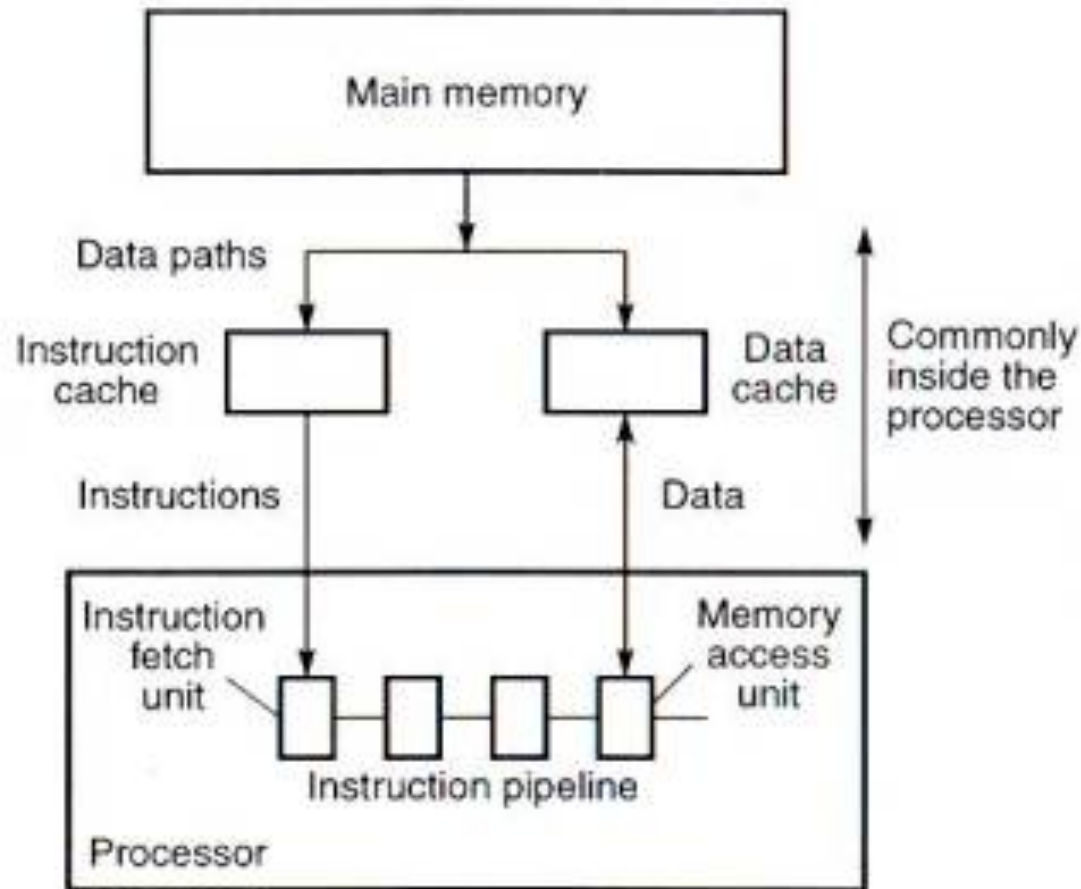 Main memory
Data paths
Instruction
cache
Data
cache
Commonly
inside the
processor
Instructions
Data
Instruction
fetch
unit
Memory
access
unit
Instruction pipeline
Processor